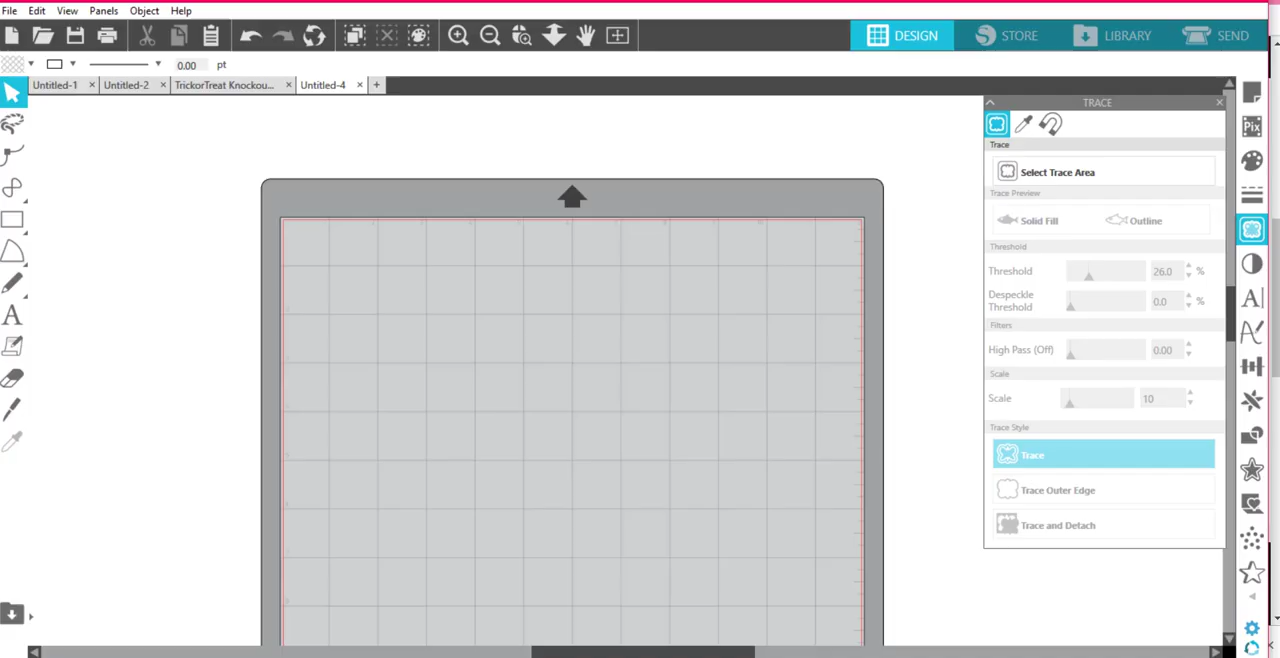 File Edit View Panels Object Help
DESIGN STORE LIBRARY SEND
0.00 pt
Untitled-1 Untitled-2 TrickorTreat Knockou... Untitled-4
TRACE
Trace
Select Trace Area
Trace Preview
Solid Fill Outline
Threshold
Threshold 26.0 %
Despeckle
Threshold 0.0 %
Filters
High Pass (Off) 0.00
Scale
Scale 10
Trace Style
Trace
Trace Outer Edge
Trace and Detach
Pix